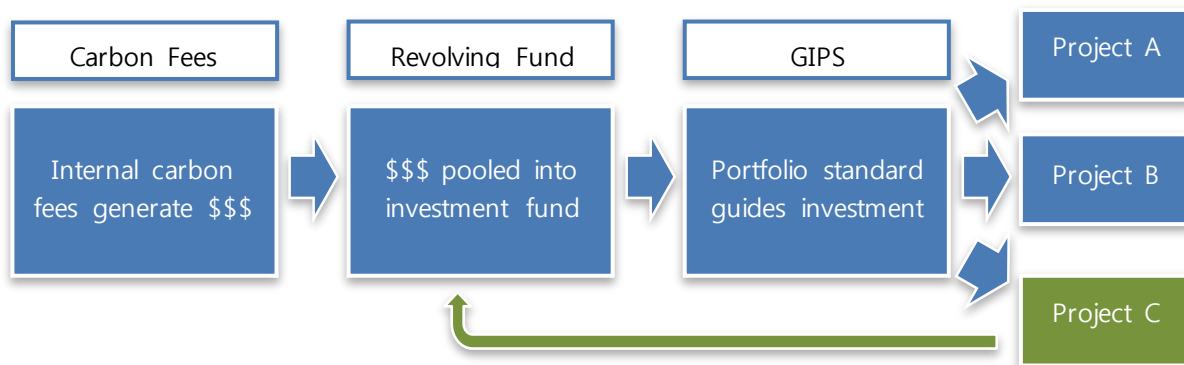 Carbon Fees
Revolving Fund
GIPS
Internal carbon
fees generate $$$
$$$ pooled into
investment fund
Portfolio standard
guides investment
Project A
Project B
Project C